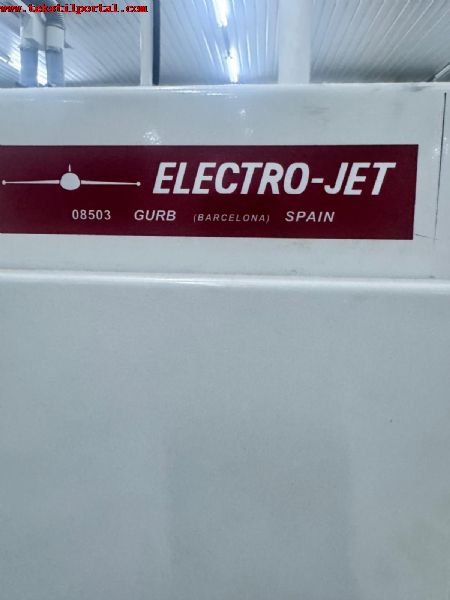 www.tekstilportal.com
ELECTRO-JET
08503 GURB (BARCELONA) SPAIN